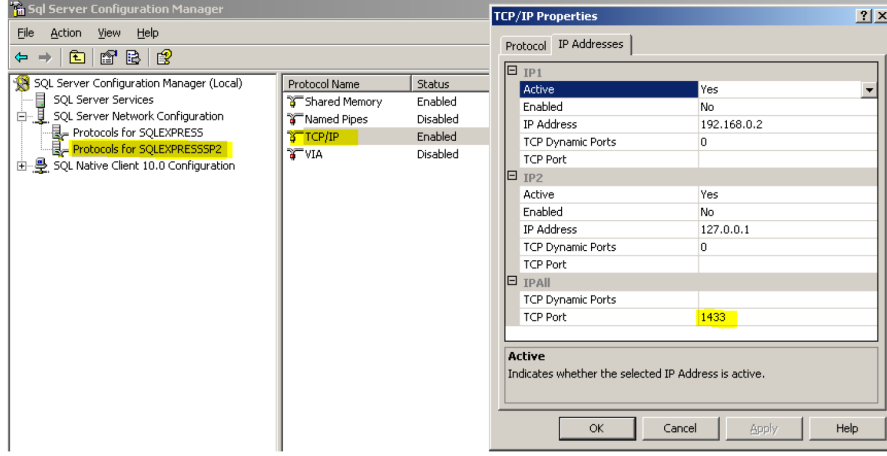 Sql Server Configuration Manager
File Action View Help
SQL Server Configuration Manager (Local)
SQL Server Services
SQL Server Network Configuration
Protocols for SQLEXPRESS
Protocols for SQLEXPRESSSP2
SQL Native Client 10.0 Configuration
Protocol Name Status
Shared Memory Enabled
Named Pipes Disabled
TCP/IP Enabled
VIA Disabled
TCP/IP Properties
Protocol IP Addresses
IP1
Active Yes
Enabled No
IP Address 192.168.0.2
TCP Dynamic Ports 0
TCP Port
IP2
Active Yes
Enabled No
IP Address 127.0.0.1
TCP Dynamic Ports 0
TCP Port
IPAll
TCP Dynamic Ports
TCP Port 1433
Active
Indicates whether the selected IP Address is active.
OK Cancel Apply Help